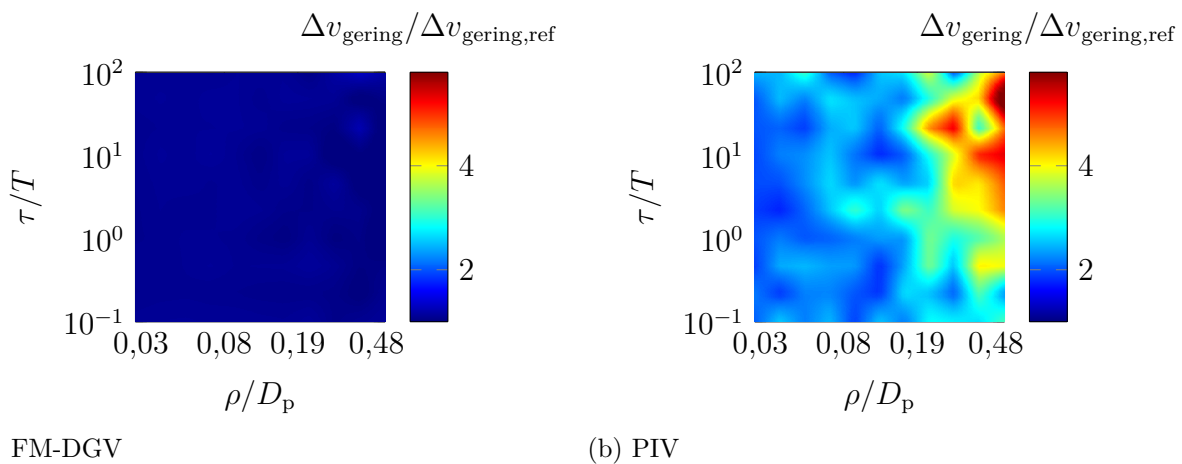 Δv_gering/Δv_gering,ref
10^2
10^1
10^0
10^−1
τ/T
4
2
0,03 0,08 0,19 0,48
ρ/D_p
FM-DGV
Δv_gering/Δv_gering,ref
10^2
10^1
10^0
10^−1
τ/T
4
2
0,03 0,08 0,19 0,48
ρ/D_p
(b) PIV